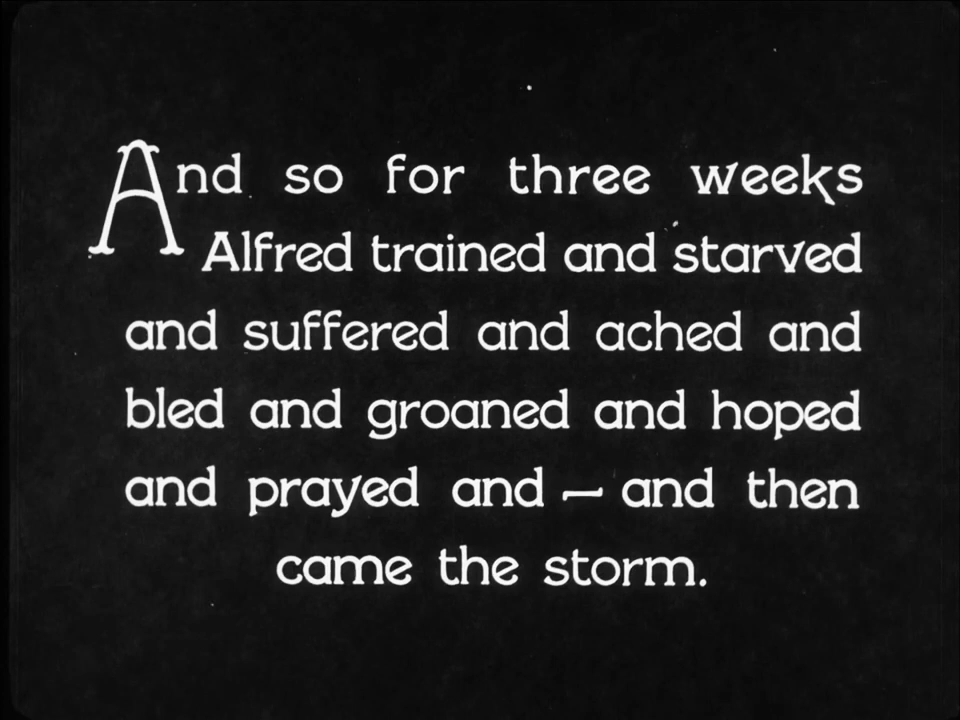 And so for three weeks
Alfred trained and starved
and suffered and ached and
bled and groaned and hoped
and prayed and — and then
came the storm.